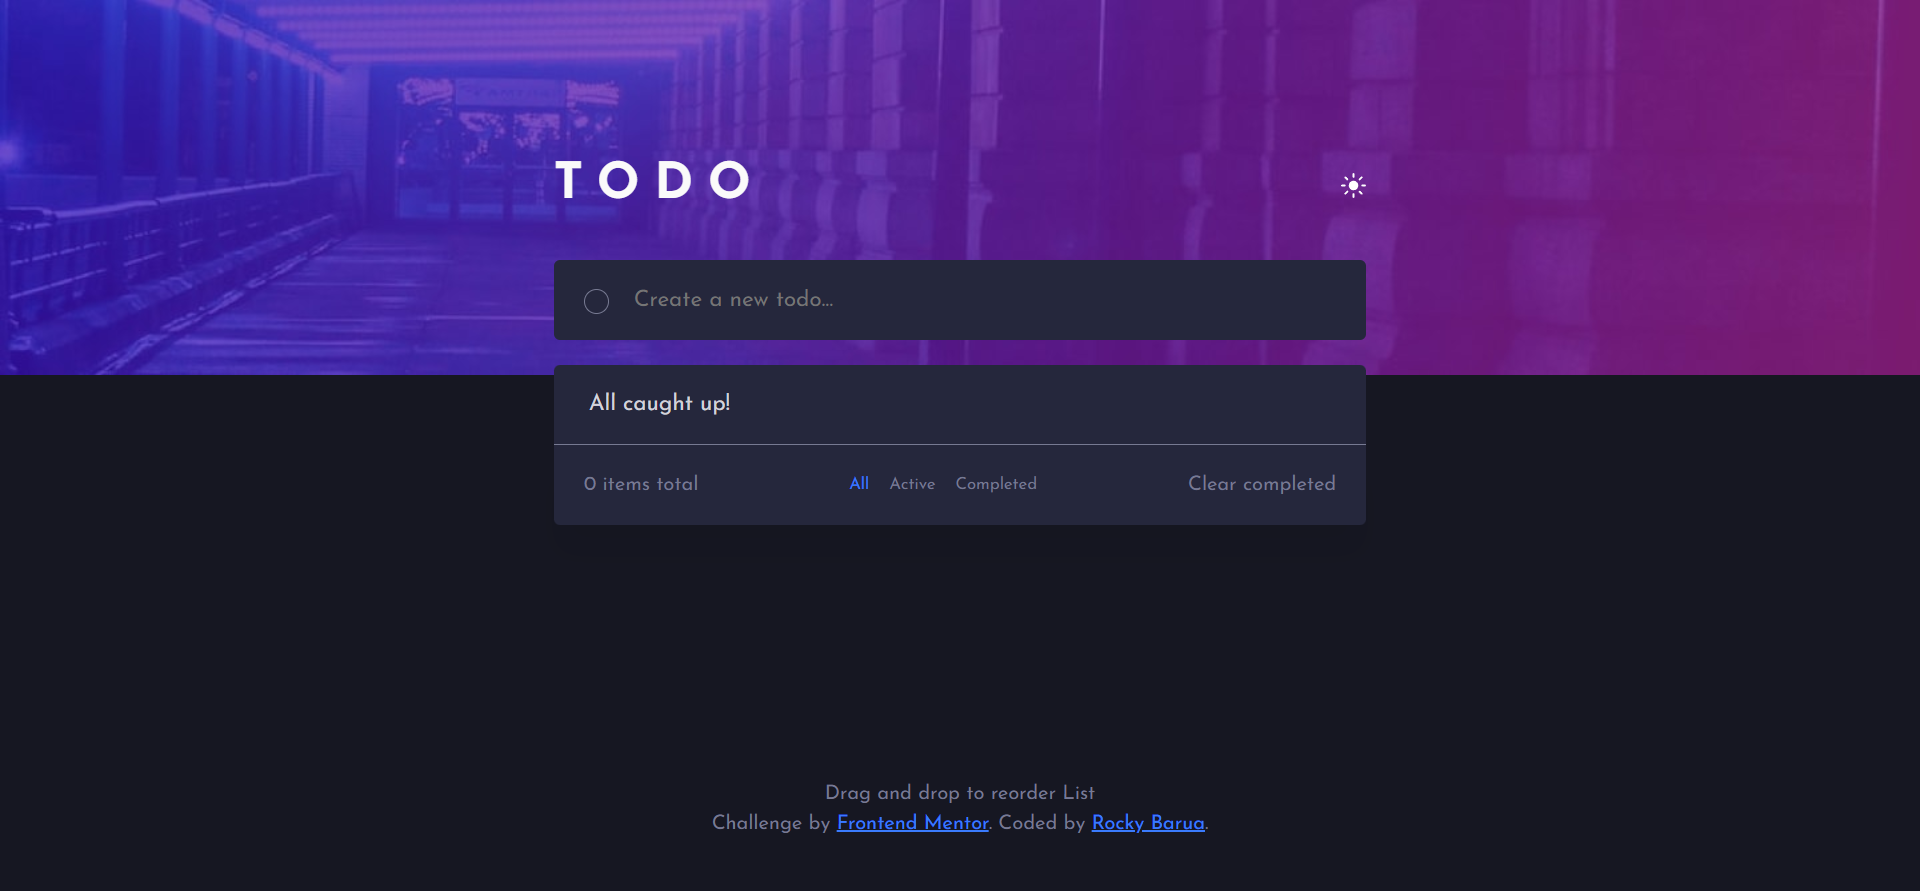 TODO
Create a new todo...
All caught up!
0 items total All Active Completed Clear completed
Drag and drop to reorder List
Challenge by Frontend Mentor. Coded by Rocky Barua.